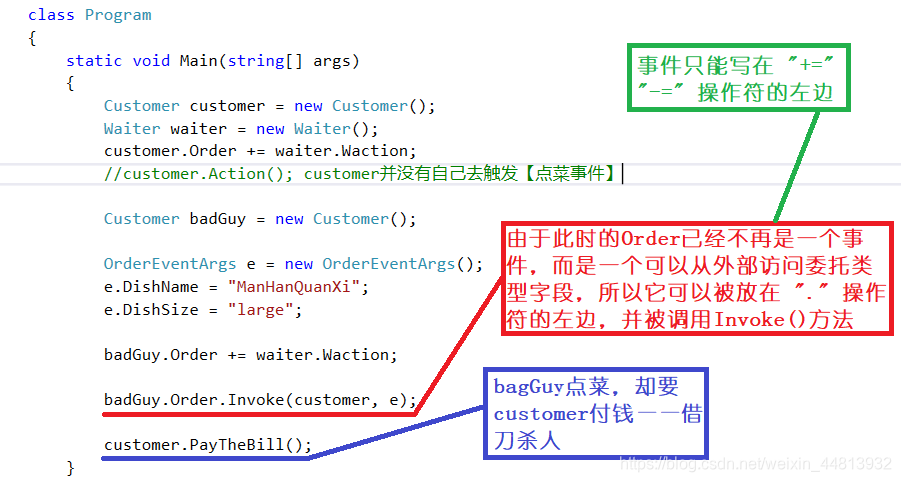 class Program
{
static void Main(string[] args)
{
Customer customer = new Customer();
Waiter waiter = new Waiter();
customer.Order += waiter.Waction;
//customer.Action(); customer并没有自己去触发【点菜事件】
Customer badGuy = new Customer();
OrderEventArgs e = new OrderEventArgs();
e.DishName = "ManHanQuanXi";
e.DishSize = "large";
badGuy.Order += waiter.Waction;
badGuy.Order.Invoke(customer, e);
customer.PayTheBill();
}
事件只能写在 "+="
"-=" 操作符的左边
由于此时的Order已经不再是一个事
件，而是一个可以从外部访问委托类
型字段，所以它可以被放在 "." 操作
符的左边，并被调用Invoke()方法
bagGuy点菜，却要
customer付钱——借
刀杀人
https://blog.csdn.net/weixin_44813932